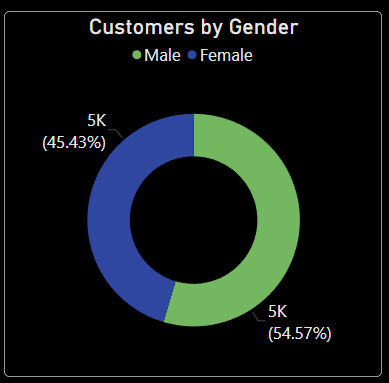 Customers by Gender
Male Female
5K
(45.43%)
5K
(54.57%)